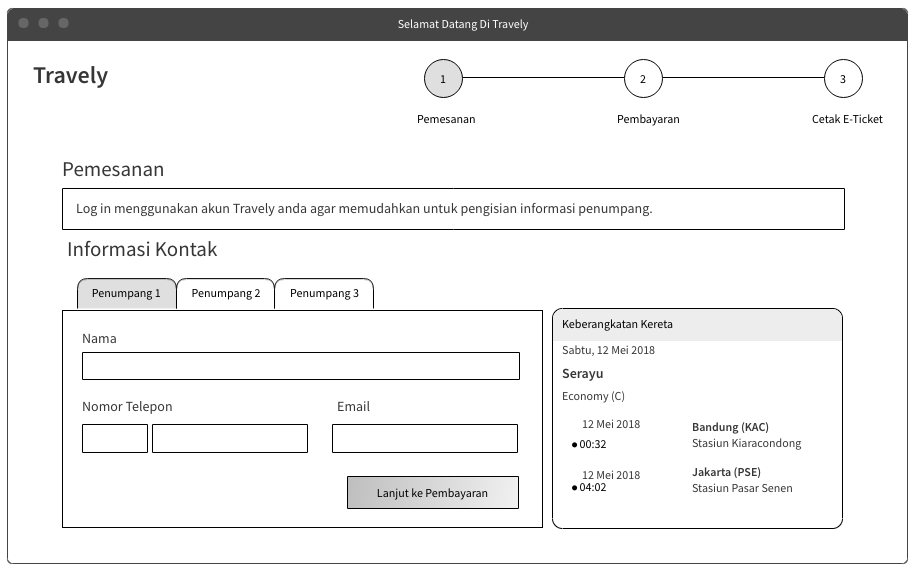 Selamat Datang Di Travely
Travely
1
2
3
Pemesanan
Pembayaran
Cetak E-Ticket
Pemesanan
Log in menggunakan akun Travely anda agar memudahkan untuk pengisian informasi penumpang.
Informasi Kontak
Penumpang 1
Penumpang 2
Penumpang 3
Nama
Nomor Telepon
Email
Lanjut ke Pembayaran
Keberangkatan Kereta
Sabtu, 12 Mei 2018
Serayu
Economy (C)
12 Mei 2018
00:32
Bandung (KAC)
Stasiun Kiaracondong
12 Mei 2018
04:02
Jakarta (PSE)
Stasiun Pasar Senen